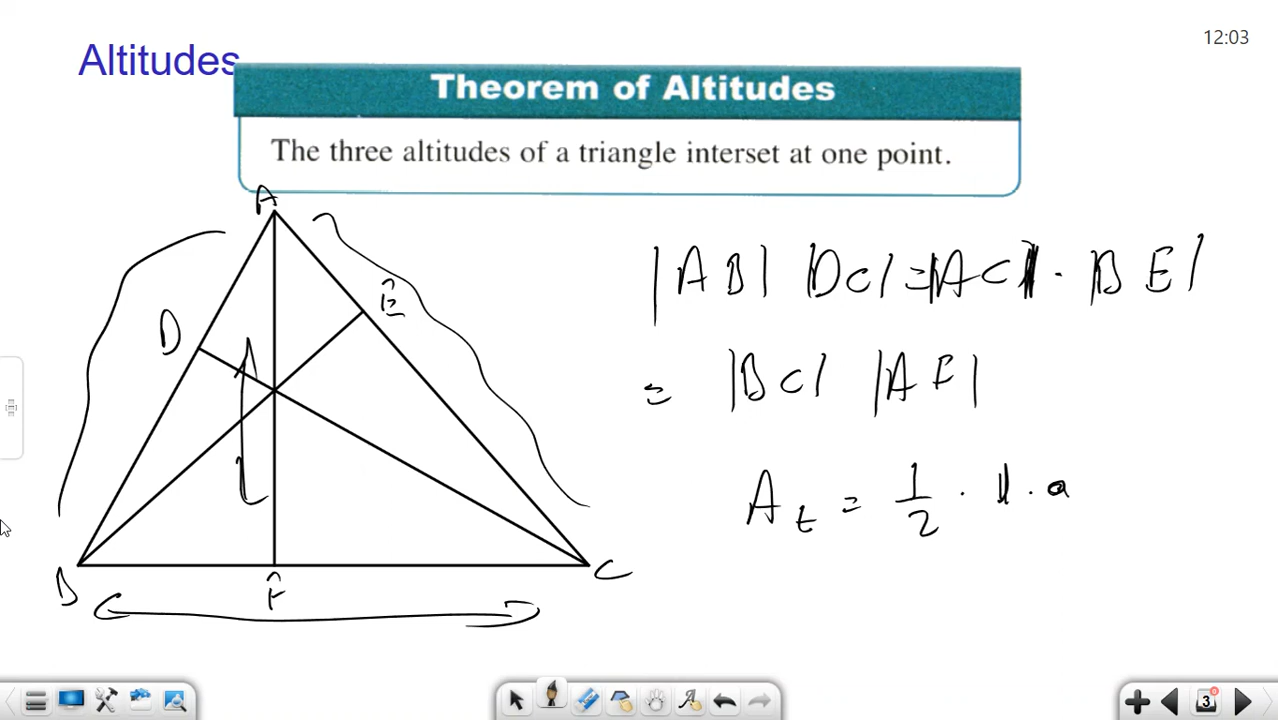 12:03
Altitudes
Theorem of Altitudes
The three altitudes of a triangle interset at one point.
A
D
E
B
F
C
|AB| |DC| = |AC| · |BE|
= |BC| |AF|
A t = 1/2 · · a
3